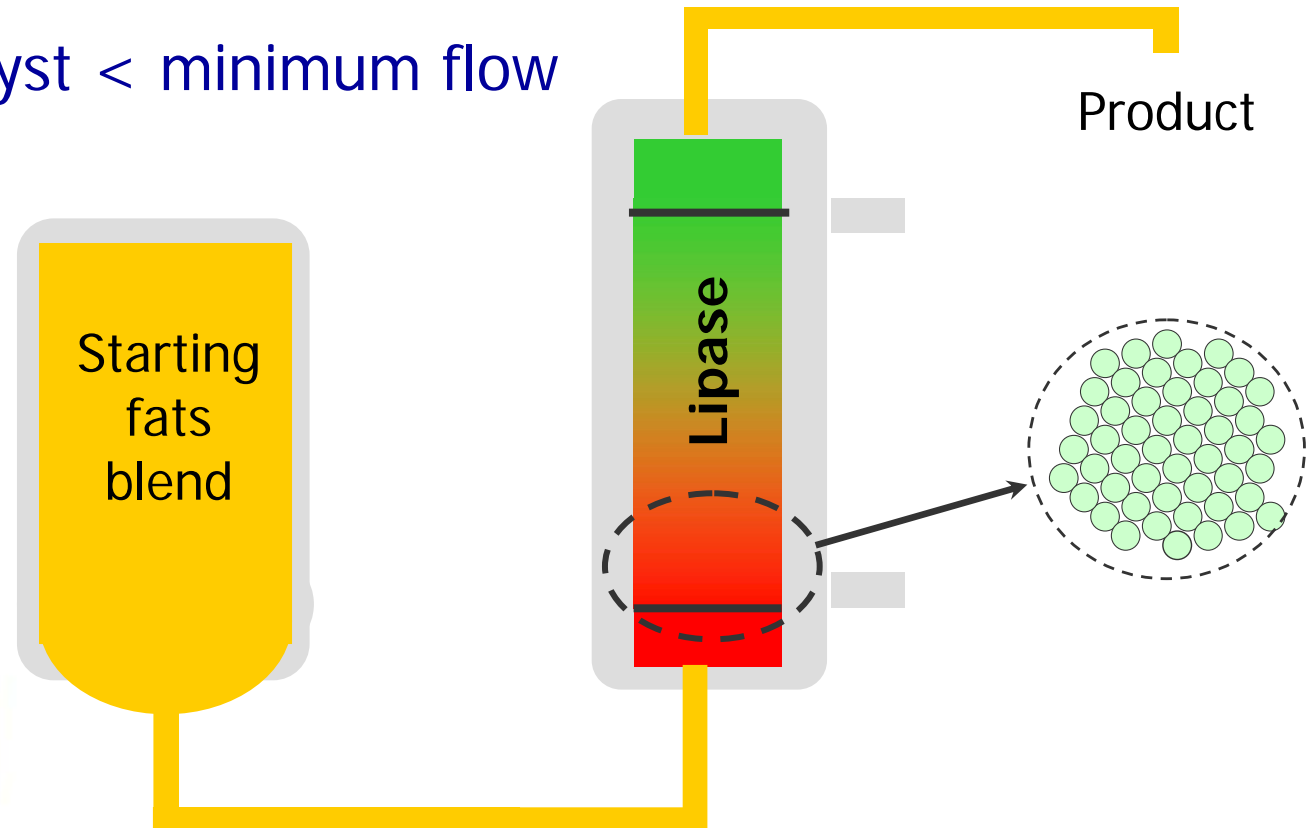 yst < minimum flow
Product
Starting
fats
blend
Lipase